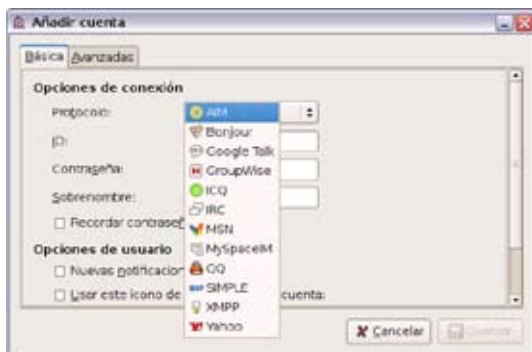 Añadir cuenta
Básica Avanzadas
Opciones de conexión
Protocolo: AIM
Bonjour
ID:
Google Talk
Contraseña: GroupWise
ICQ
Sobrenombre:
IRC
Recordar contraseñ
MSN
MySpaceIM
Opciones de usuario
QQ
Nuevas notificacion
SIMPLE
Usar este icono de cuenta:
XMPP
Yahoo
Cancelar Guardar